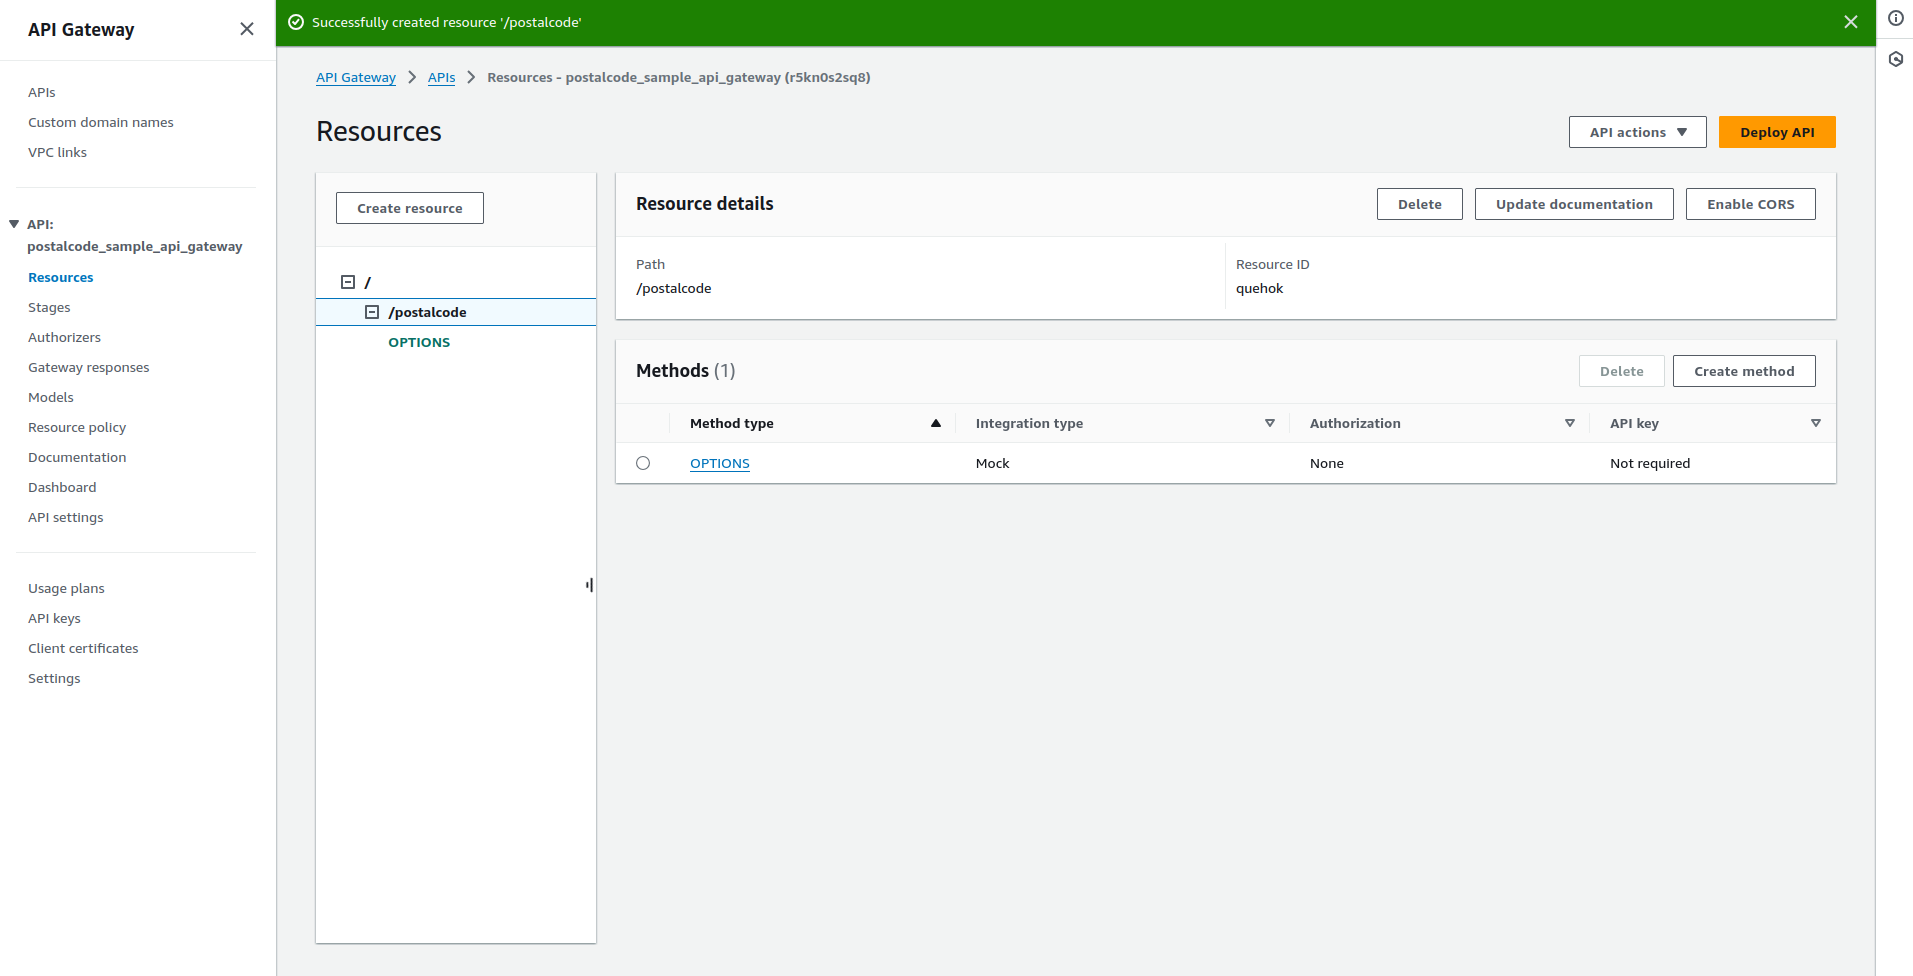 API Gateway
Successfully created resource '/postalcode'
APIs
Custom domain names
VPC links
API:
postalcode_sample_api_gateway
Resources
Stages
Authorizers
Gateway responses
Models
Resource policy
Documentation
Dashboard
API settings
Usage plans
API keys
Client certificates
Settings
API Gateway > APIs > Resources - postalcode_sample_api_gateway (r5kn0s2sq8)
Resources
API actions
Deploy API
Create resource
/
/postalcode
OPTIONS
Resource details
Delete
Update documentation
Enable CORS
Path
/postalcode
Resource ID
quehok
Methods (1)
Delete
Create method
Method type Integration type Authorization API key
OPTIONS Mock None Not required